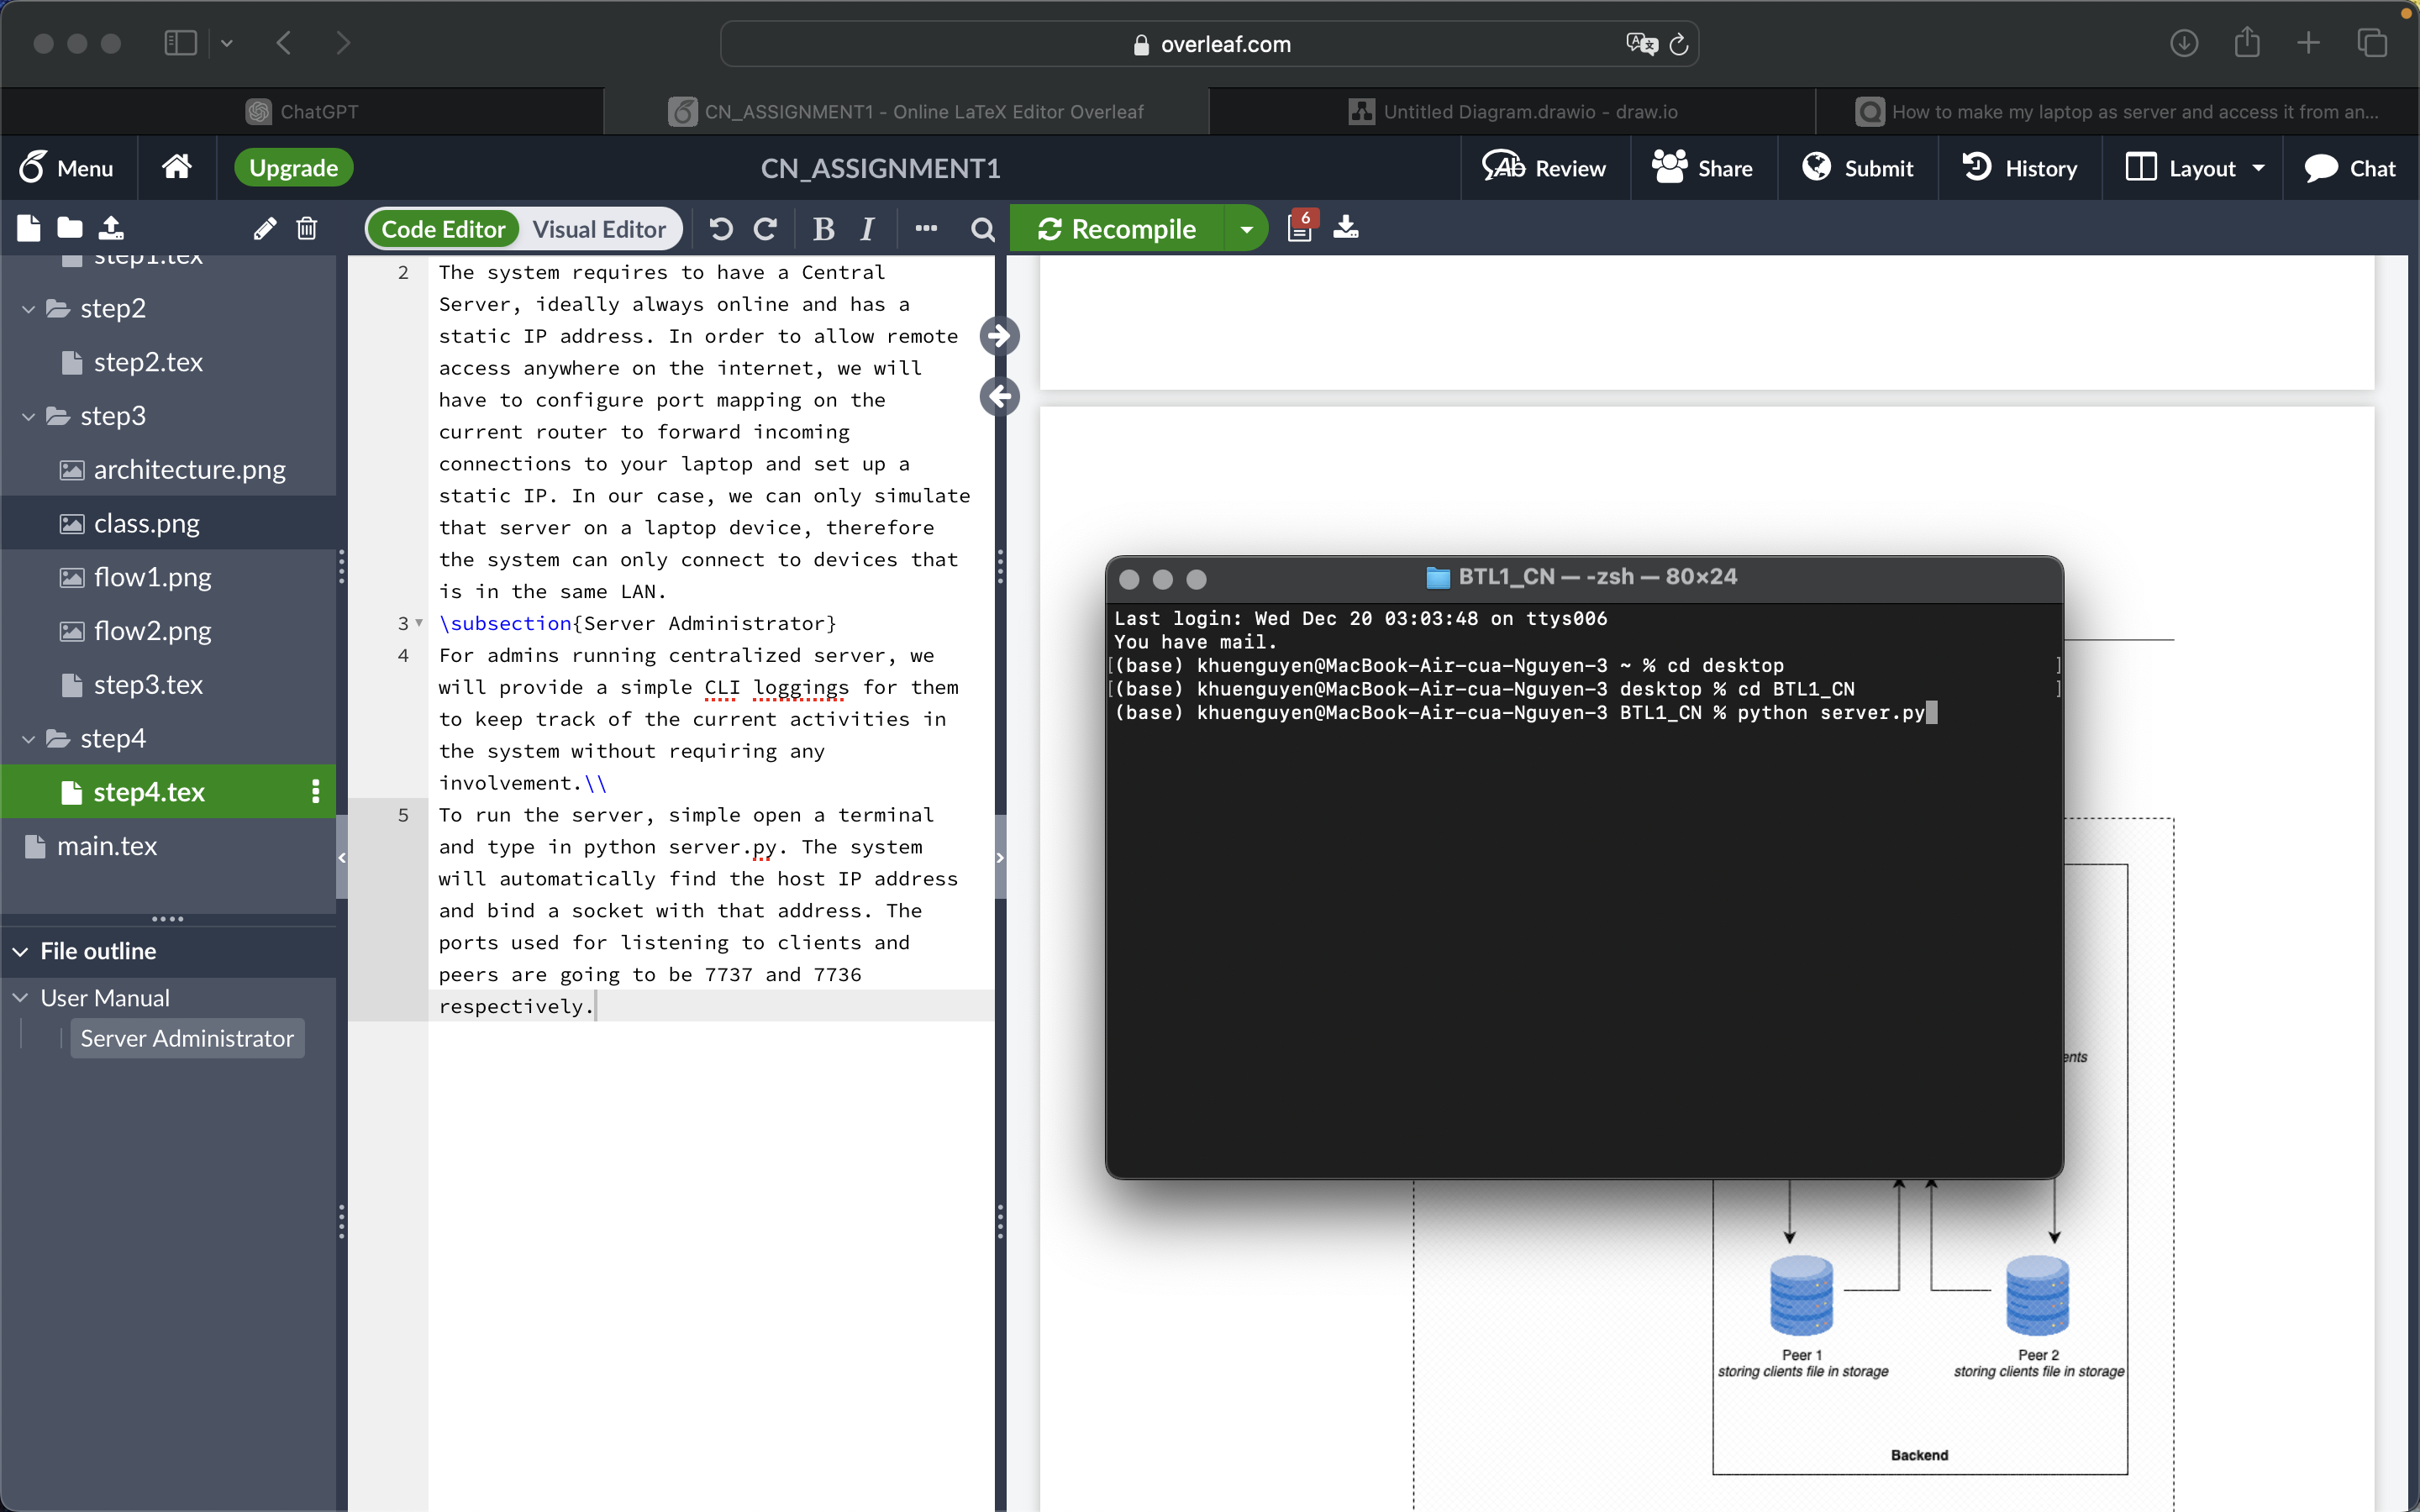 overleaf.com
ChatGPT
CN_ASSIGNMENT1 - Online LaTeX Editor Overleaf
Untitled Diagram.drawio - draw.io
How to make my laptop as server and access it from an...
Menu
Upgrade
CN_ASSIGNMENT1
Review
Share
Submit
History
Layout
Chat
Code Editor
Visual Editor
B
I
Recompile
6
step1.tex
step2
step2.tex
step3
architecture.png
class.png
flow1.png
flow2.png
step3.tex
step4
step4.tex
main.tex
File outline
User Manual
Server Administrator
2 The system requires to have a Central
Server, ideally always online and has a
static IP address. In order to allow remote
access anywhere on the internet, we will
have to configure port mapping on the
current router to forward incoming
connections to your laptop and set up a
static IP. In our case, we can only simulate
that server on a laptop device, therefore
the system can only connect to devices that
is in the same LAN.
3 \subsection{Server Administrator}
4 For admins running centralized server, we
will provide a simple CLI loggings for them
to keep track of the current activities in
the system without requiring any
involvement.\\
5 To run the server, simple open a terminal
and type in python server.py. The system
will automatically find the host IP address
and bind a socket with that address. The
ports used for listening to clients and
peers are going to be 7737 and 7736
respectively.
BTL1_CN — -zsh — 80×24
Last login: Wed Dec 20 03:03:48 on ttys006
You have mail.
[(base) khuenguyen@MacBook-Air-cua-Nguyen-3 ~ % cd desktop ]
[(base) khuenguyen@MacBook-Air-cua-Nguyen-3 desktop % cd BTL1_CN ]
(base) khuenguyen@MacBook-Air-cua-Nguyen-3 BTL1_CN % python server.py
Peer 1
storing clients file in storage
Peer 2
storing clients file in storage
Backend